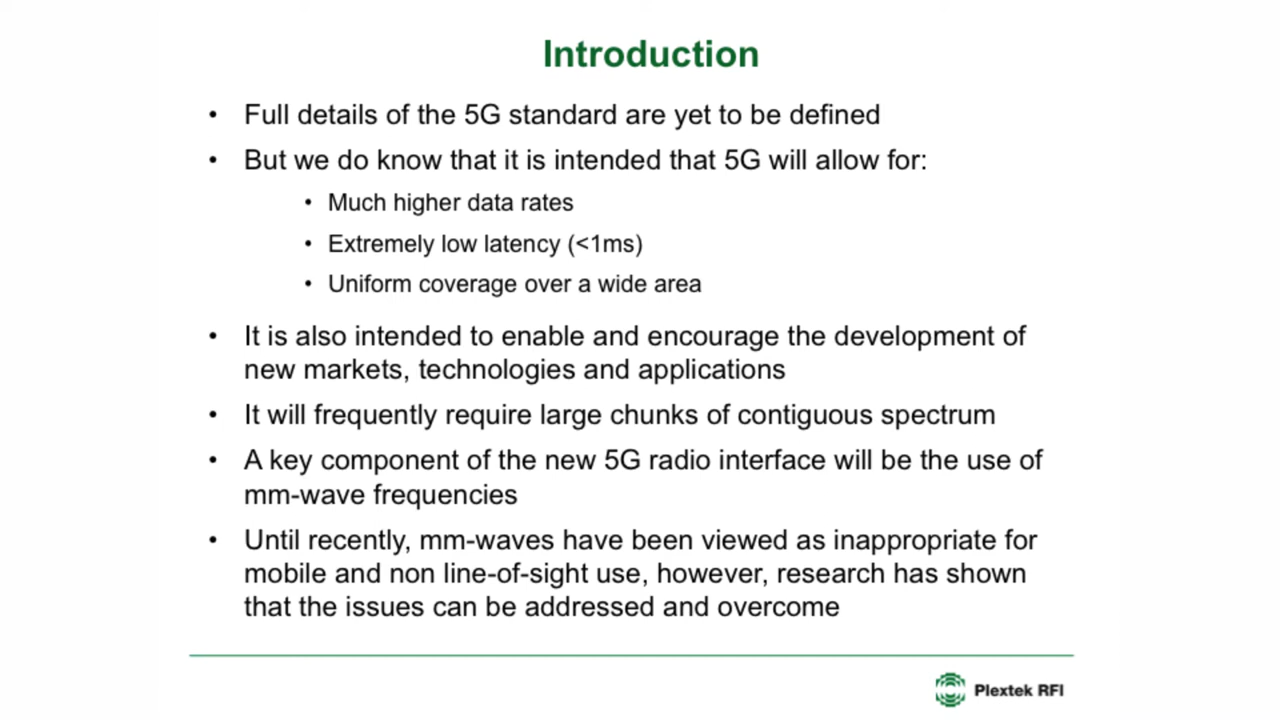 Introduction
• Full details of the 5G standard are yet to be defined
• But we do know that it is intended that 5G will allow for:
• Much higher data rates
• Extremely low latency (<1ms)
• Uniform coverage over a wide area
• It is also intended to enable and encourage the development of
new markets, technologies and applications
• It will frequently require large chunks of contiguous spectrum
• A key component of the new 5G radio interface will be the use of
mm-wave frequencies
• Until recently, mm-waves have been viewed as inappropriate for
mobile and non line-of-sight use, however, research has shown
that the issues can be addressed and overcome
Plextek RFI